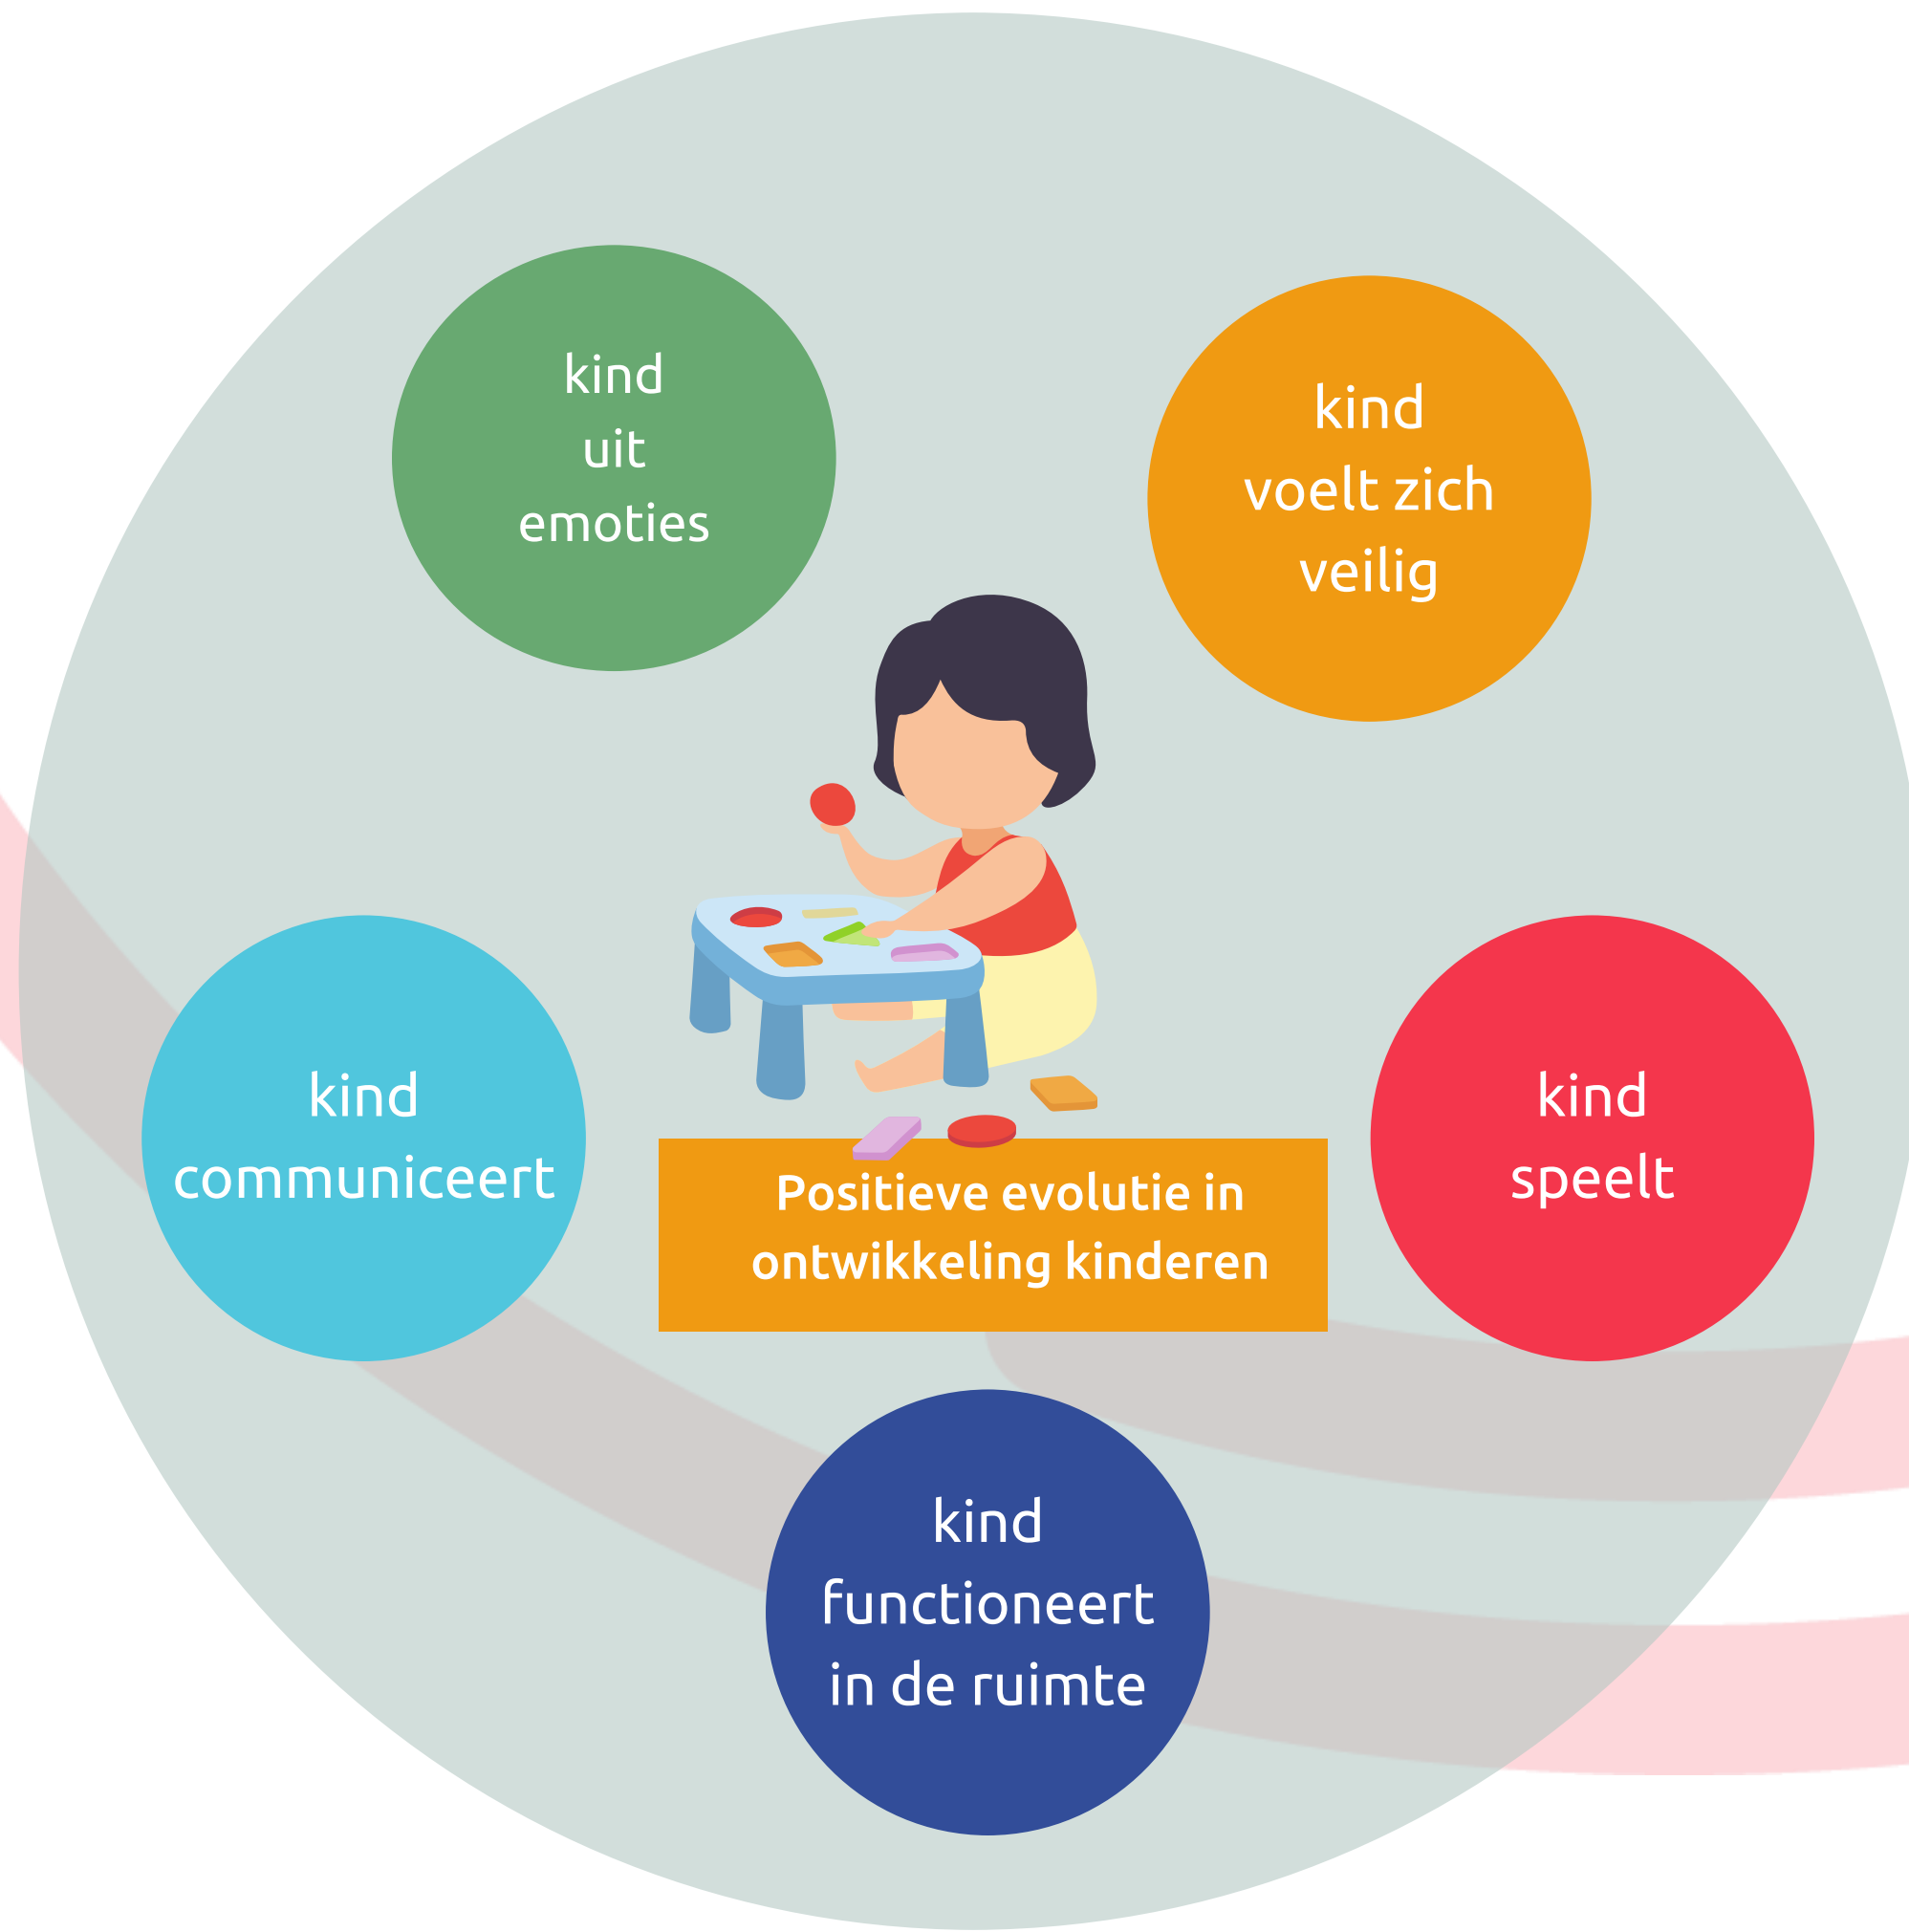 kind
uit
emoties
kind
voelt zich
veilig
kind
communiceert
Positieve evolutie in
ontwikkeling kinderen
kind
speelt
kind
functioneert
in de ruimte